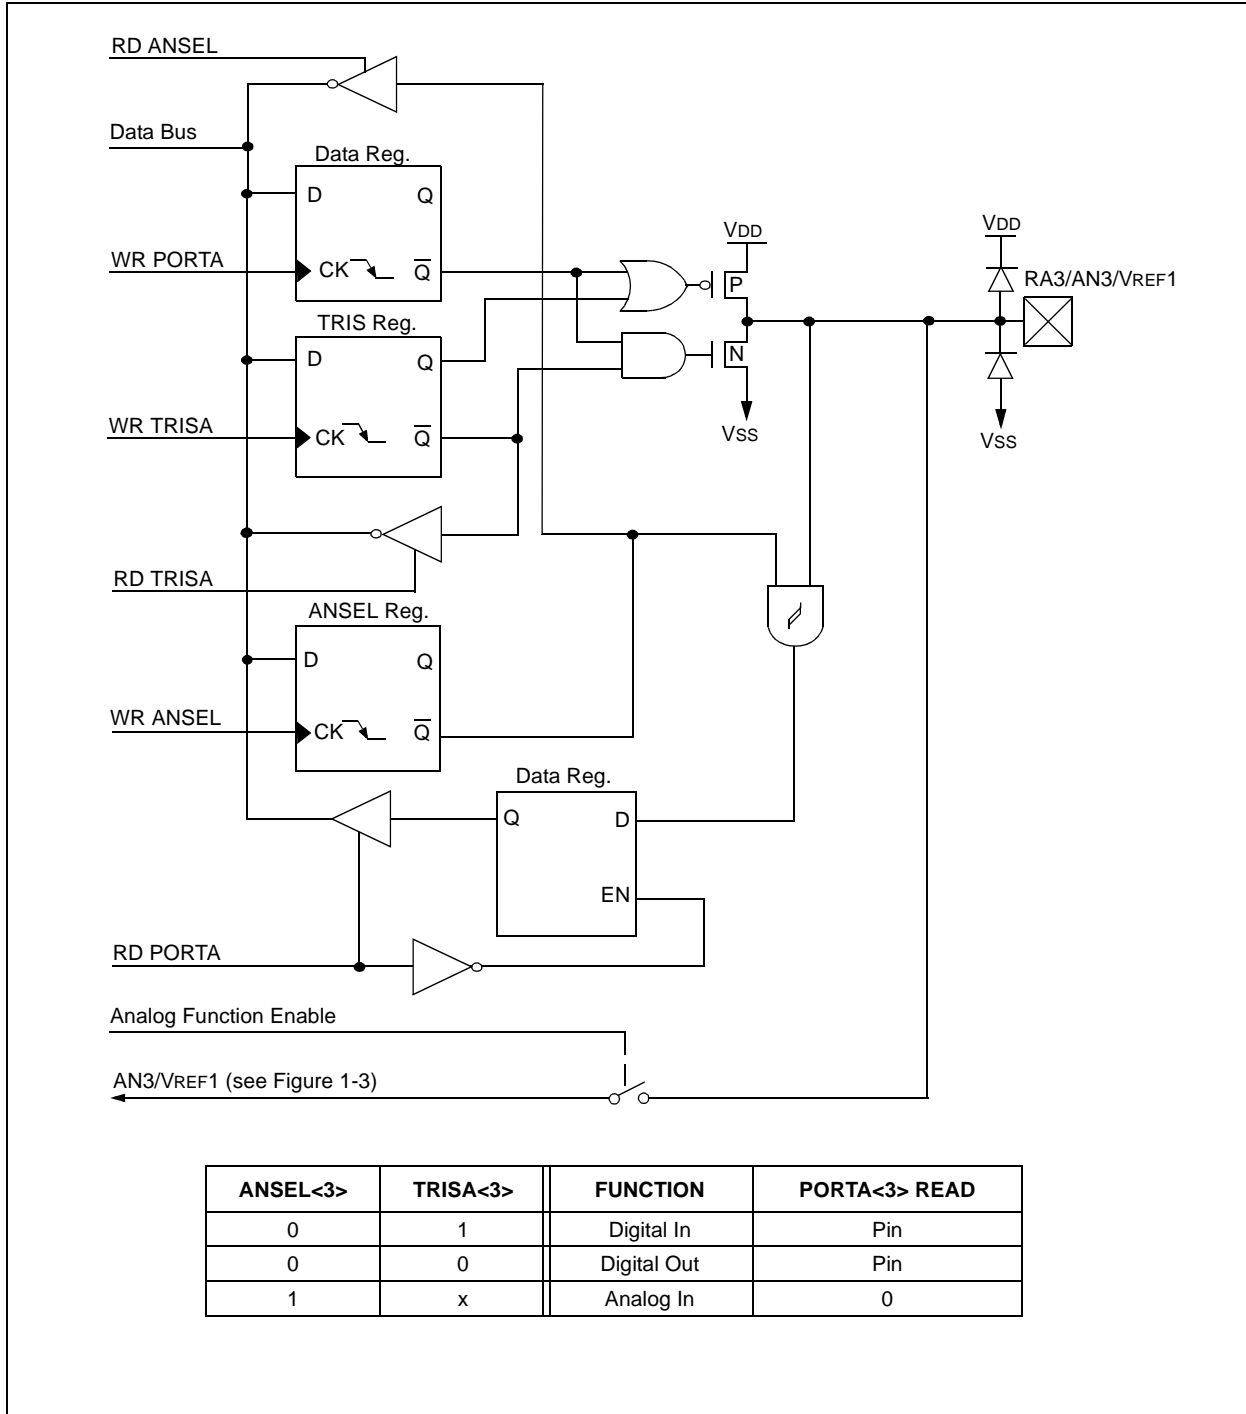 RD ANSEL
Data Bus
Data Reg.
D Q
WR PORTA
CK Q̅
VDD
P
VDD
RA3/AN3/VREF1
TRIS Reg.
D Q
N
WR TRISA
CK Q̅
VSS
VSS
RD TRISA
ANSEL Reg.
D Q
WR ANSEL
CK Q̅
Data Reg.
Q D
EN
RD PORTA
Analog Function Enable
AN3/VREF1 (see Figure 1-3)
ANSEL<3> TRISA<3> FUNCTION PORTA<3> READ
0 1 Digital In Pin
0 0 Digital Out Pin
1 x Analog In 0